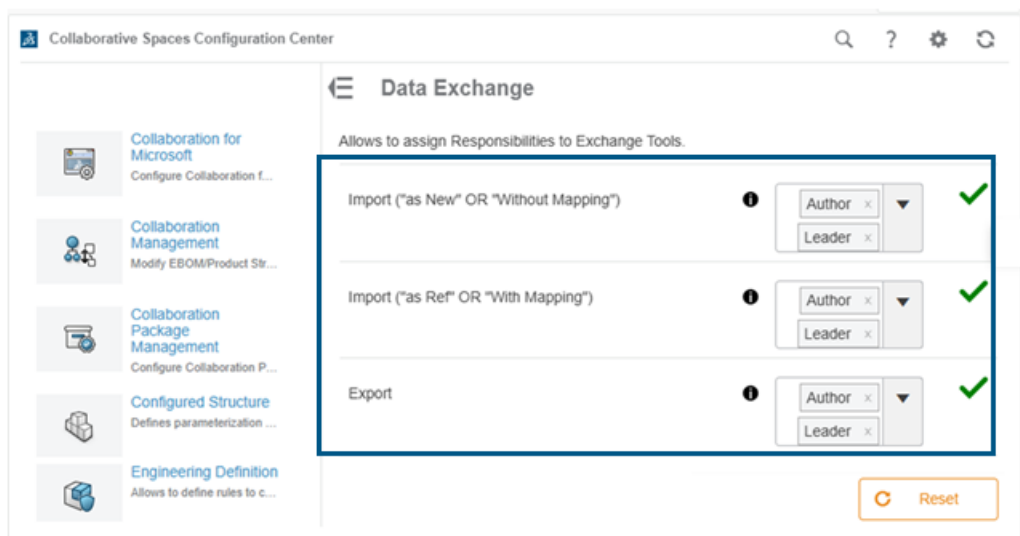 Collaborative Spaces Configuration Center
?
Data Exchange
Allows to assign Responsibilities to Exchange Tools.
Collaboration for
Microsoft
Configure Collaboration f...
Collaboration
Management
Modify EBOM/Product Str...
Collaboration
Package
Management
Configure Collaboration P...
Configured Structure
Defines parameterization ...
Engineering Definition
Allows to define rules to c...
Import ("as New" OR "Without Mapping")
Author ×
Leader ×
Import ("as Ref" OR "With Mapping")
Author ×
Leader ×
Export
Author ×
Leader ×
Reset